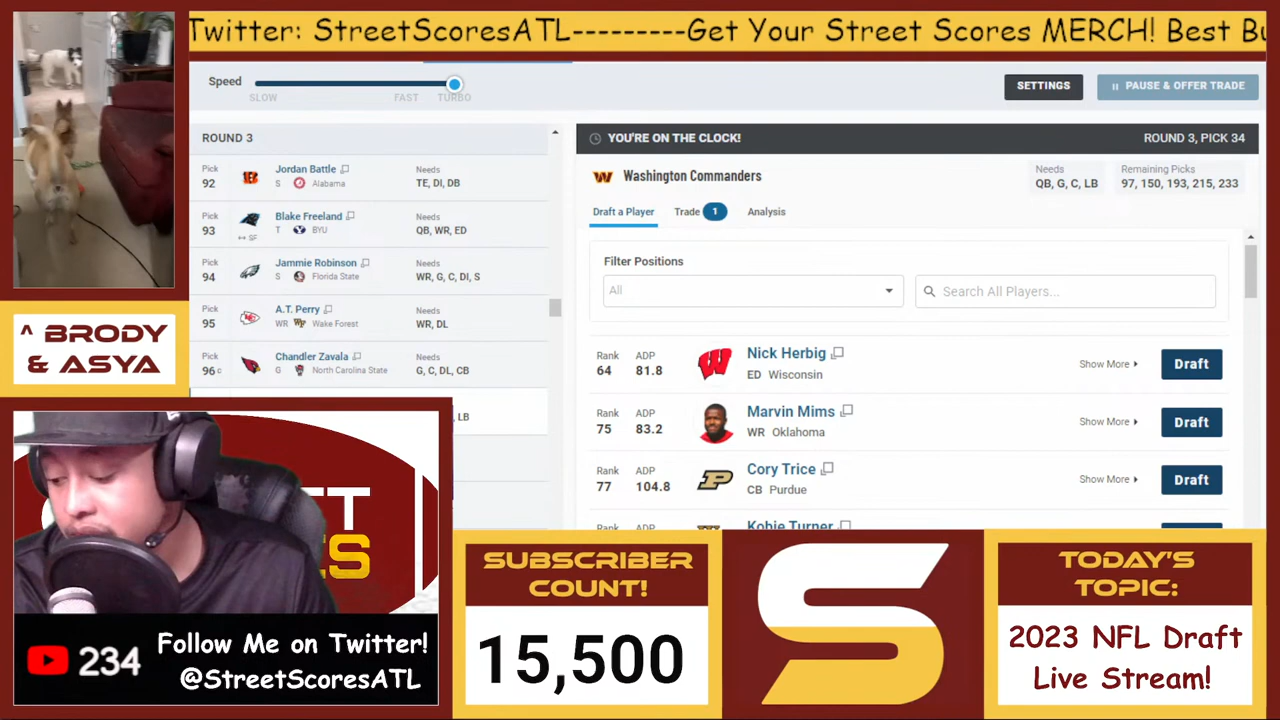 Twitter: StreetScoresATL---------Get Your Street Scores MERCH! Best
Speed
SLOW
FAST
TURBO
SETTINGS
PAUSE & OFFER TRADE
ROUND 3
Pick
92
Jordan Battle
S Alabama
Needs
TE, DI, DB
Pick
93
SF
Blake Freeland
T BYU
Needs
QB, WR, ED
Pick
94
Jammie Robinson
S Florida State
Needs
WR, G, C, DI, S
Pick
95
A.T. Perry
WR Wake Forest
Needs
WR, DL
Pick
96 c
Chandler Zavala
G North Carolina State
Needs
G, C, DL, CB
LB
YOU'RE ON THE CLOCK!
ROUND 3, PICK 34
Washington Commanders
Needs
QB, G, C, LB
Remaining Picks
97, 150, 193, 215, 233
Draft a Player
Trade 1
Analysis
Filter Positions
All
Search All Players...
Rank
64
ADP
81.8
Nick Herbig
ED Wisconsin
Show More
Draft
Rank
75
ADP
83.2
Marvin Mims
WR Oklahoma
Show More
Draft
Rank
77
ADP
104.8
Cory Trice
CB Purdue
Show More
Draft
Rank
ADP
Kobie Turner
^ BRODY
& ASYA
234
Follow Me on Twitter!
@StreetScoresATL
SUBSCRIBER
COUNT!
15,500
S
TODAY'S
TOPIC:
2023 NFL Draft
Live Stream!